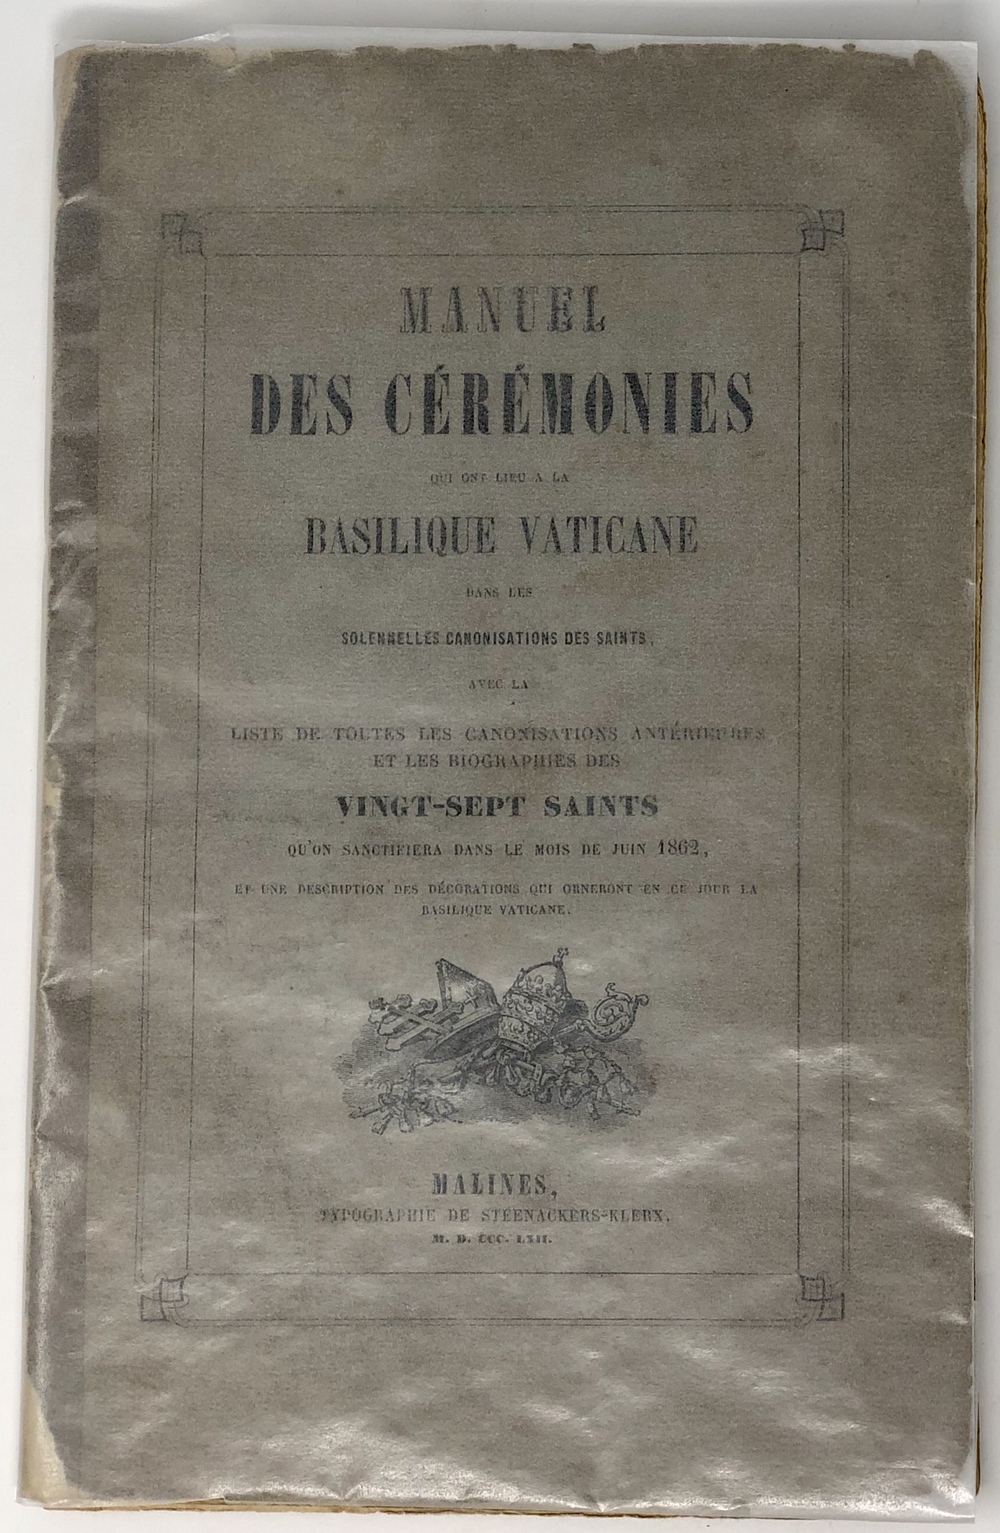 MANUEL
DES CÉRÉMONIES
QUI ONT LIEU A LA
BASILIQUE VATICANE
DANS LES
SOLENNELLES CANONISATIONS DES SAINTS,
AVEC LA
LISTE DE TOUTES LES CANONISATIONS ANTÉRIEURES
ET LES BIOGRAPHIES DES
VINGT-SEPT SAINTS
QU'ON SANCTIFIERA DANS LE MOIS DE JUIN 1862,
ET UNE DESCRIPTION DES DÉCORATIONS QUI ORNERONT EN CE JOUR LA
BASILIQUE VATICANE.
MALINES,
TYPOGRAPHIE DE STEENACKERS-KLERX.
M. D. CCC. LXII.